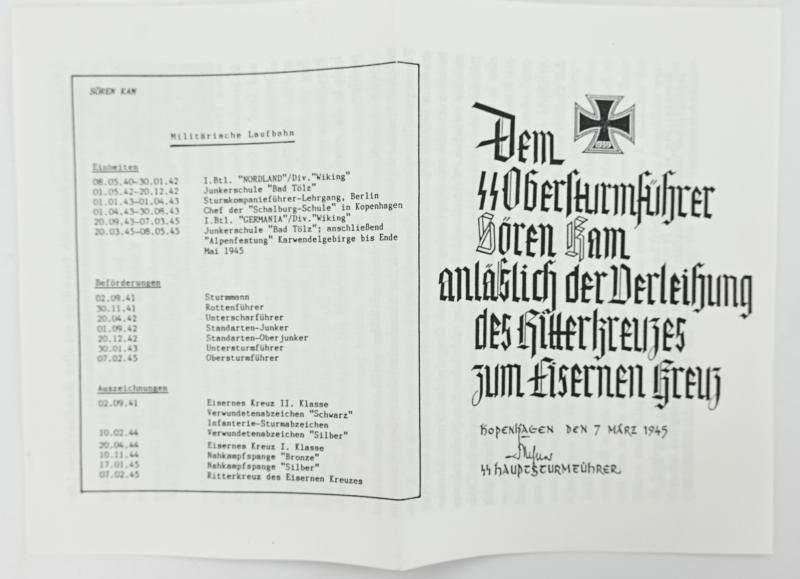 SÖREN KAM
Militärische Laufbahn
Einheiten
08.05.40-30.01.42 I.Btl. "NORDLAND"/Div."Wiking"
01.05.42-20.12.42 Junkerschule "Bad Tölz"
01.01.43-01.04.43 Sturmkompanieführer-Lehrgang, Berlin
01.04.43-30.08.43 Chef der "Schalburg-Schule" in Kopenhagen
20.09.43-07.03.45 I.Btl. "GERMANIA"/Div."Wiking"
20.03.45-08.05.45 Junkerschule "Bad Tölz"; anschließend
"Alpenfestung" Karwendelgebirge bis Ende
Mai 1945
Beförderungen
02.09.41 Sturmmann
30.11.41 Rottenführer
20.04.42 Unterscharführer
01.09.42 Standarten-Junker
20.12.42 Standarten-Oberjunker
30.01.43 Untersturmführer
07.02.45 Obersturmführer
Auszeichnungen
02.09.41 Eisernes Kreuz II. Klasse
Verwundetenabzeichen "Schwarz"
Infanterie-Sturmabzeichen
10.02.44 Verwundetenabzeichen "Silber"
20.04.44 Eisernes Kreuz I. Klasse
10.11.44 Nahkampfspange "Bronze"
17.01.45 Nahkampfspange "Silber"
07.02.45 Ritterkreuz des Eisernen Kreuzes
1939
Dem
SS Obersturmführer
Sören Kam
anläßlich der Verleihung
des Ritterkreuzes
zum Eisernen Kreuz
KOPENHAGEN DEN 7 MÄRZ 1945
SS HAUPTSTURMFÜHRER